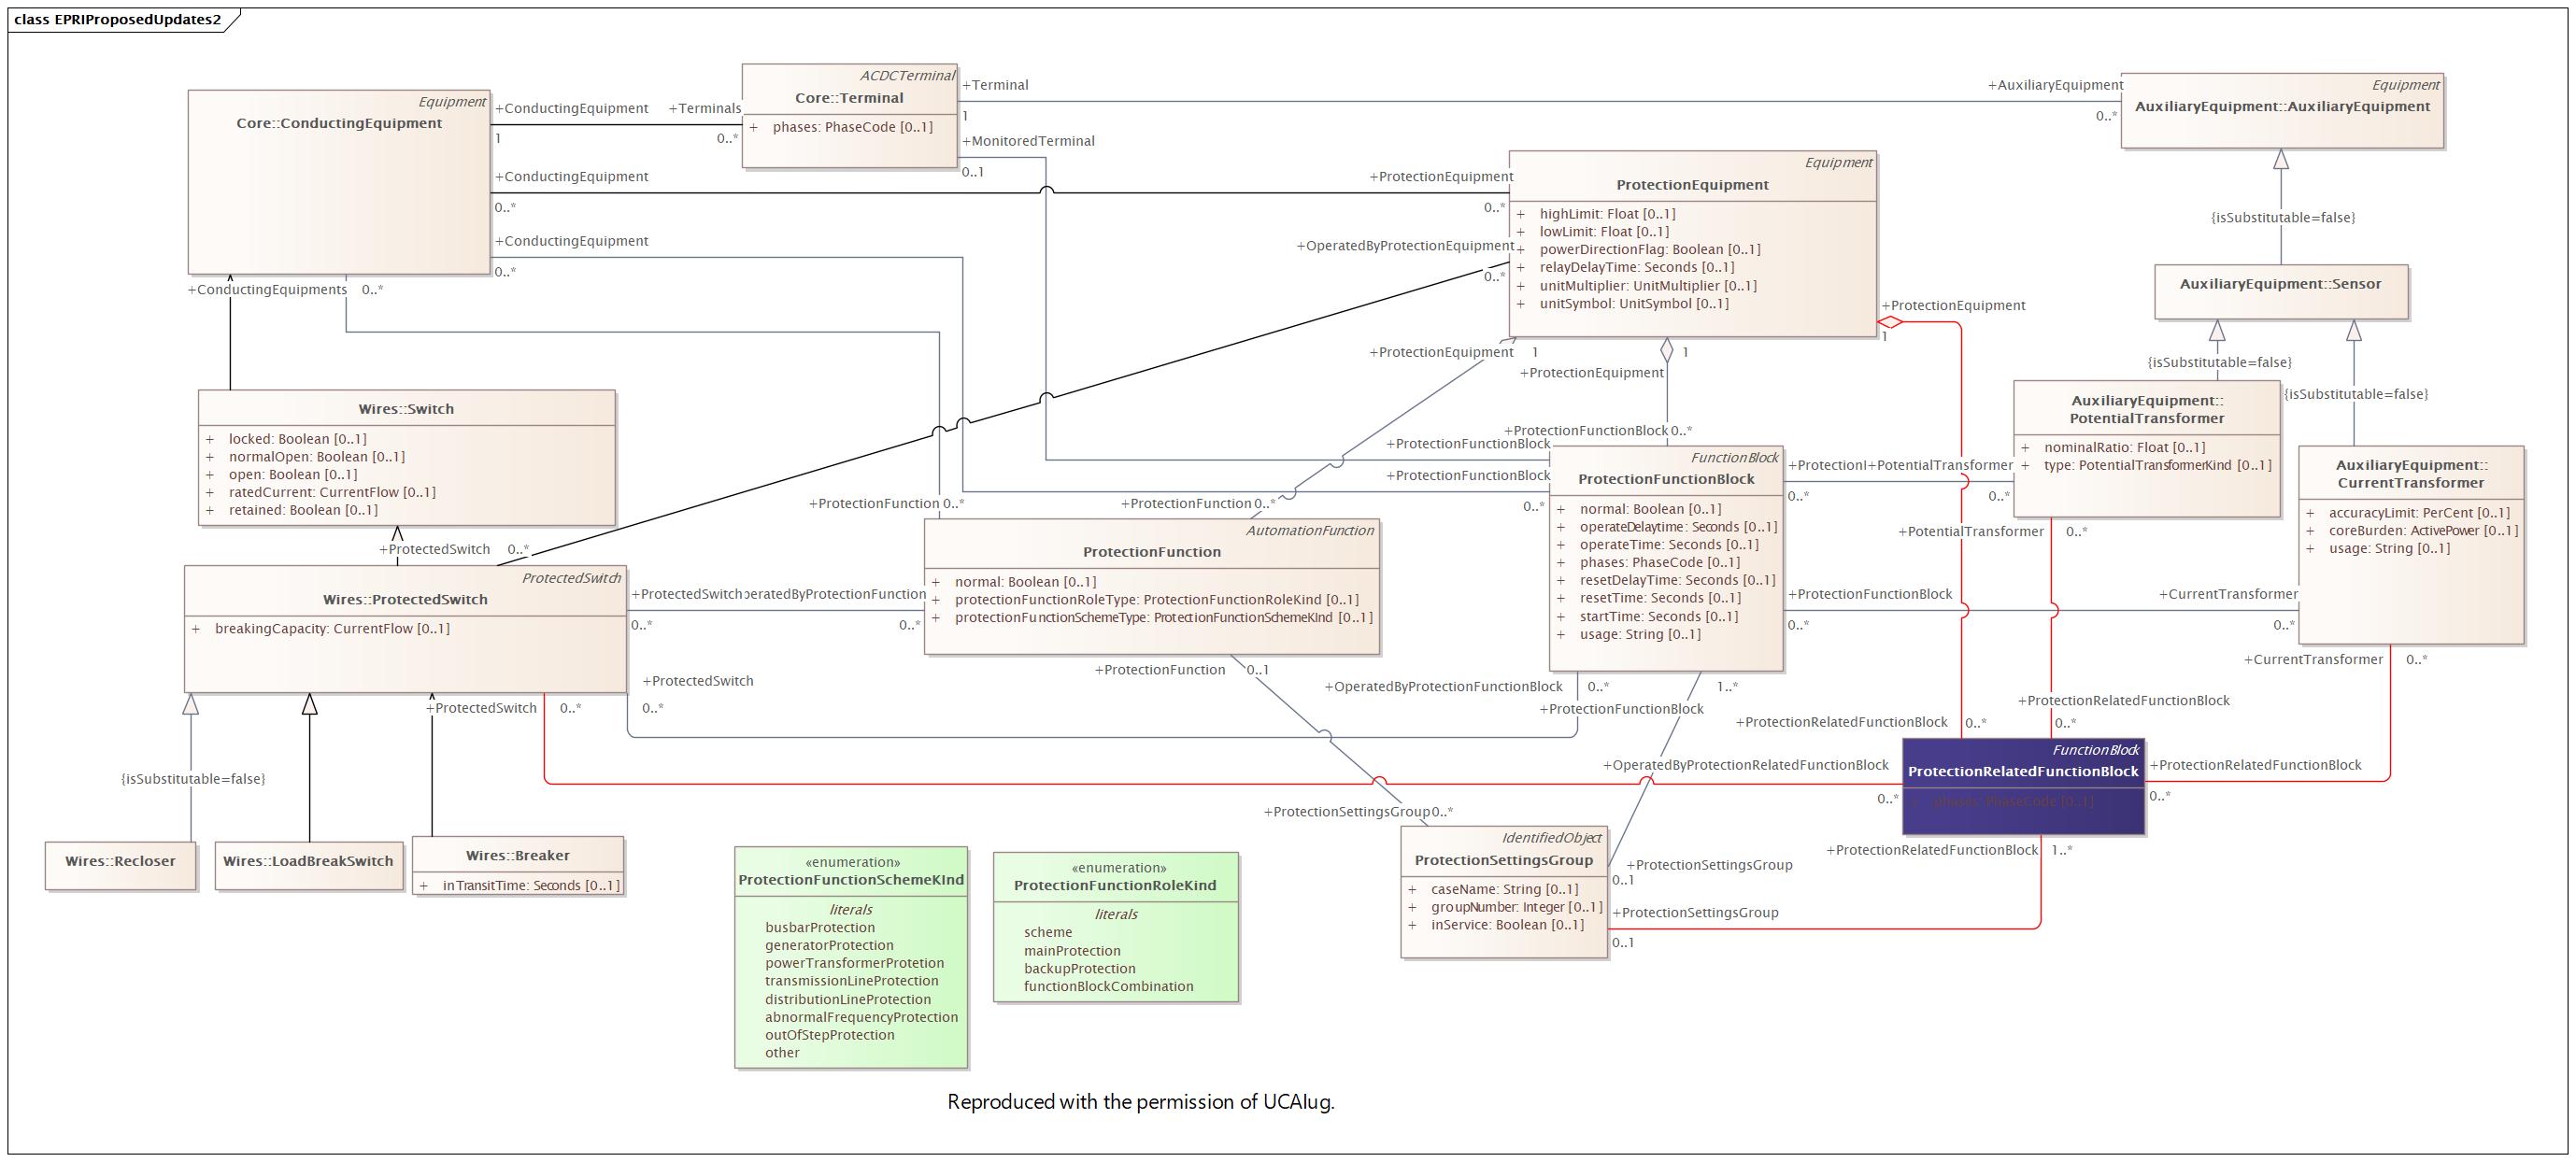 class EPRIProposedUpdates2
Equipment
Core::ConductingEquipment
ACDCTerminal
Core::Terminal
+ phases: PhaseCode [0..1]
+ConductingEquipment
1
+Terminals
0..*
+Terminal
1
+AuxiliaryEquipment
0..*
Equipment
AuxiliaryEquipment::AuxiliaryEquipment
+MonitoredTerminal
0..1
+ConductingEquipment
0..*
+ProtectionEquipment
0..*
+ConductingEquipment
0..*
+OperatedByProtectionEquipment
0..*
Equipment
ProtectionEquipment
+ highLimit: Float [0..1]
+ lowLimit: Float [0..1]
+ powerDirectionFlag: Boolean [0..1]
+ relayDelayTime: Seconds [0..1]
+ unitMultiplier: UnitMultiplier [0..1]
+ unitSymbol: UnitSymbol [0..1]
{isSubstitutable=false}
AuxiliaryEquipment::Sensor
+ConductingEquipments 0..*
+ProtectionEquipment
1
+ProtectionEquipment 1
1
+ProtectionEquipment
{isSubstitutable=false}
{isSubstitutable=false}
Wires::Switch
+ locked: Boolean [0..1]
+ normalOpen: Boolean [0..1]
+ open: Boolean [0..1]
+ ratedCurrent: CurrentFlow [0..1]
+ retained: Boolean [0..1]
AuxiliaryEquipment::
PotentialTransformer
+ nominalRatio: Float [0..1]
+ type: PotentialTransformerKind [0..1]
+ProtectionFunctionBlock 0..*
+ProtectionFunctionBlock
+ProtectionFunctionBlock
0..*
FunctionBlock
ProtectionFunctionBlock
+ normal: Boolean [0..1]
+ operateDelaytime: Seconds [0..1]
+ operateTime: Seconds [0..1]
+ phases: PhaseCode [0..1]
+ resetDelayTime: Seconds [0..1]
+ resetTime: Seconds [0..1]
+ startTime: Seconds [0..1]
+ usage: String [0..1]
+ProtectionI+PotentialTransformer
0..*
0..*
AuxiliaryEquipment::
CurrentTransformer
+ accuracyLimit: PerCent [0..1]
+ coreBurden: ActivePower [0..1]
+ usage: String [0..1]
+PotentialTransformer 0..*
+ProtectionFunction 0..*
+ProtectionFunction 0..*
+ProtectedSwitch 0..*
AutomationFunction
ProtectionFunction
+ normal: Boolean [0..1]
+ protectionFunctionRoleType: ProtectionFunctionRoleKind [0..1]
+ protectionFunctionSchemeType: ProtectionFunctionSchemeKInd [0..1]
ProtectedSwitch
Wires::ProtectedSwitch
+ breakingCapacity: CurrentFlow [0..1]
+ProtectedSwitch
0..*
eratedByProtectionFunction
0..*
+ProtectionFunctionBlock
0..*
+CurrentTransformer
0..*
+CurrentTransformer 0..*
+ProtectionFunction 0..1
+ProtectedSwitch
0..*
+OperatedByProtectionFunctionBlock 0..*
1..*
+ProtectionFunctionBlock
+ProtectedSwitch 0..*
+ProtectionRelatedFunctionBlock
0..*
+ProtectionRelatedFunctionBlock 0..*
{isSubstitutable=false}
+OperatedByProtectionRelatedFunctionBlock
0..*
FunctionBlock
ProtectionRelatedFunctionBlock
phases: PhaseCode [0..1]
+ProtectionRelatedFunctionBlock
0..*
+ProtectionSettingsGroup 0..*
+ProtectionRelatedFunctionBlock 1..*
Wires::Recloser
Wires::LoadBreakSwitch
Wires::Breaker
+ inTransitTime: Seconds [0..1]
«enumeration»
ProtectionFunctionSchemeKInd
literals
busbarProtection
generatorProtection
powerTransformerProtetion
transmissionLineProtection
distributionLineProtection
abnormalFrequencyProtection
outOfStepProtection
other
«enumeration»
ProtectionFunctionRoleKind
literals
scheme
mainProtection
backupProtection
functionBlockCombination
IdentifiedObject
ProtectionSettingsGroup
+ caseName: String [0..1]
+ groupNumber: Integer [0..1]
+ inService: Boolean [0..1]
+ProtectionSettingsGroup
0..1
+ProtectionSettingsGroup
0..1
Reproduced with the permission of UCAIug.